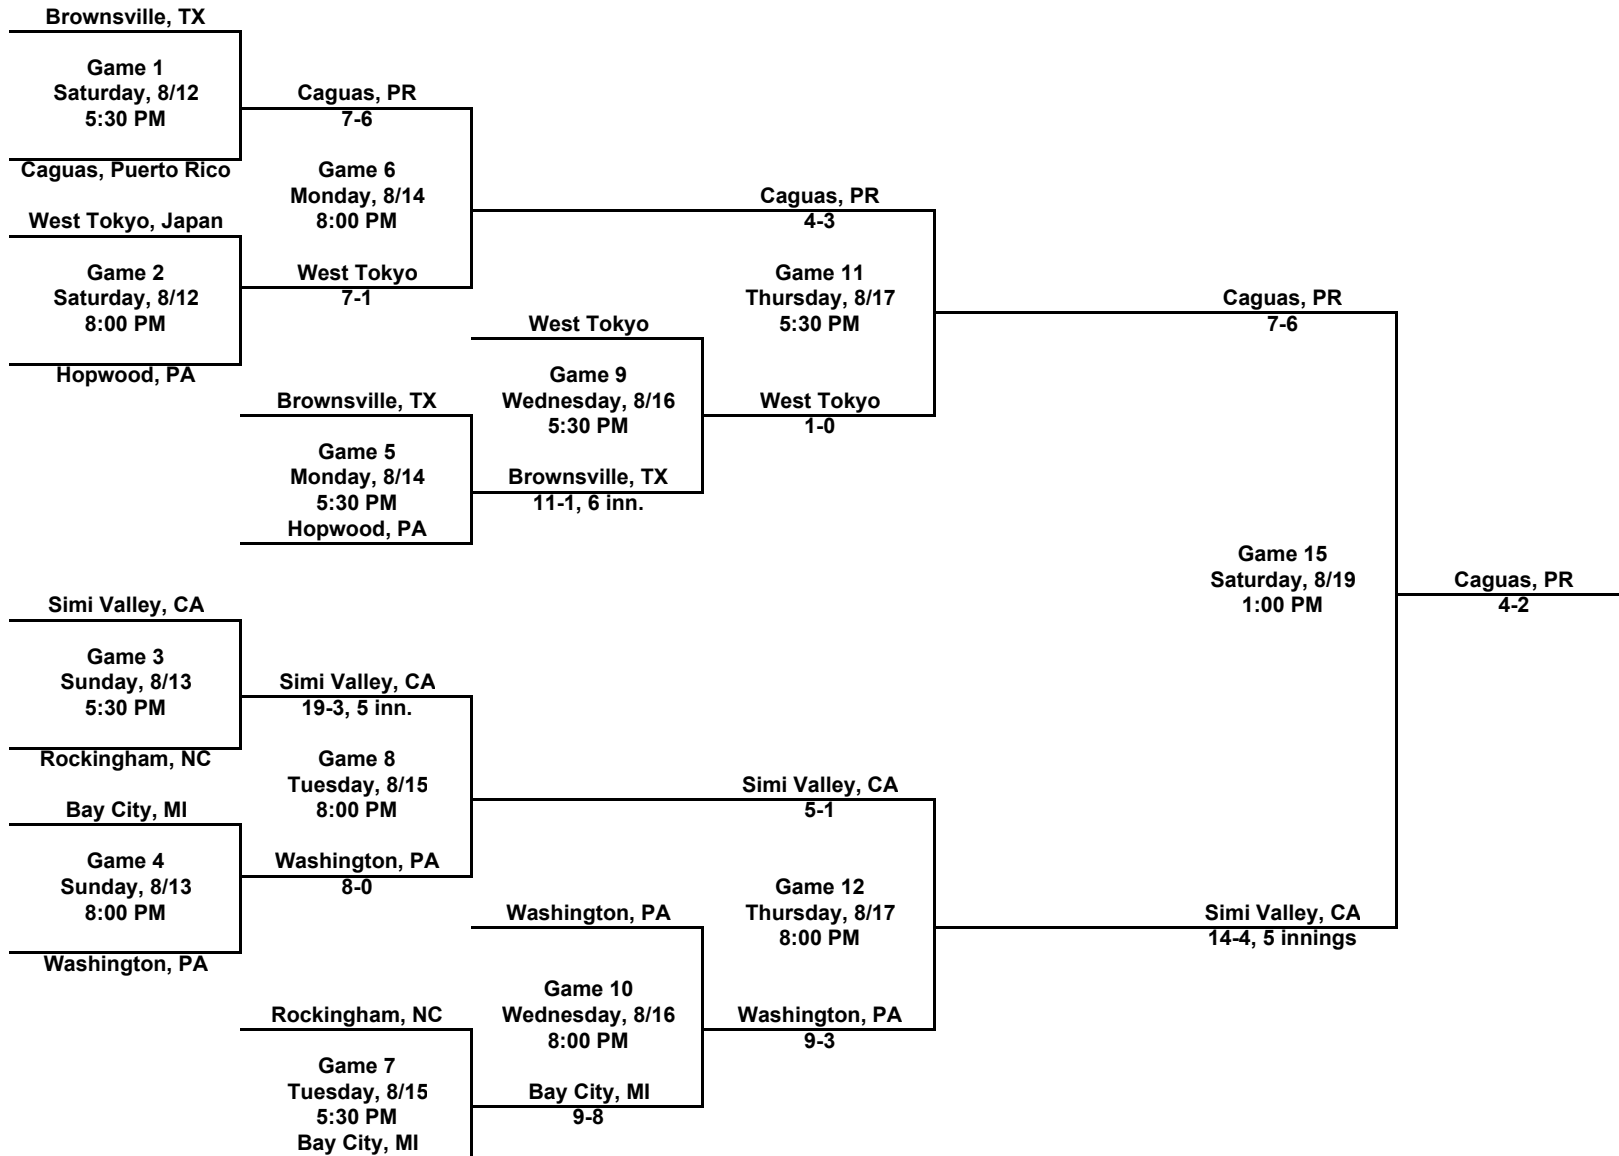 Brownsville, TX
Game 1
Saturday, 8/12
5:30 PM
Caguas, Puerto Rico
Caguas, PR
7-6
West Tokyo, Japan
Game 2
Saturday, 8/12
8:00 PM
Hopwood, PA
Game 6
Monday, 8/14
8:00 PM
West Tokyo
7-1
Brownsville, TX
Game 5
Monday, 8/14
5:30 PM
Hopwood, PA
West Tokyo
Game 9
Wednesday, 8/16
5:30 PM
Brownsville, TX
11-1, 6 inn.
Caguas, PR
4-3
Game 11
Thursday, 8/17
5:30 PM
West Tokyo
1-0
Caguas, PR
7-6
Simi Valley, CA
Game 3
Sunday, 8/13
5:30 PM
Rockingham, NC
Simi Valley, CA
19-3, 5 inn.
Bay City, MI
Game 4
Sunday, 8/13
8:00 PM
Washington, PA
Game 8
Tuesday, 8/15
8:00 PM
Washington, PA
8-0
Rockingham, NC
Game 7
Tuesday, 8/15
5:30 PM
Bay City, MI
Washington, PA
Game 10
Wednesday, 8/16
8:00 PM
Bay City, MI
9-8
Simi Valley, CA
5-1
Game 12
Thursday, 8/17
8:00 PM
Washington, PA
9-3
Simi Valley, CA
14-4, 5 innings
Game 15
Saturday, 8/19
1:00 PM
Caguas, PR
4-2